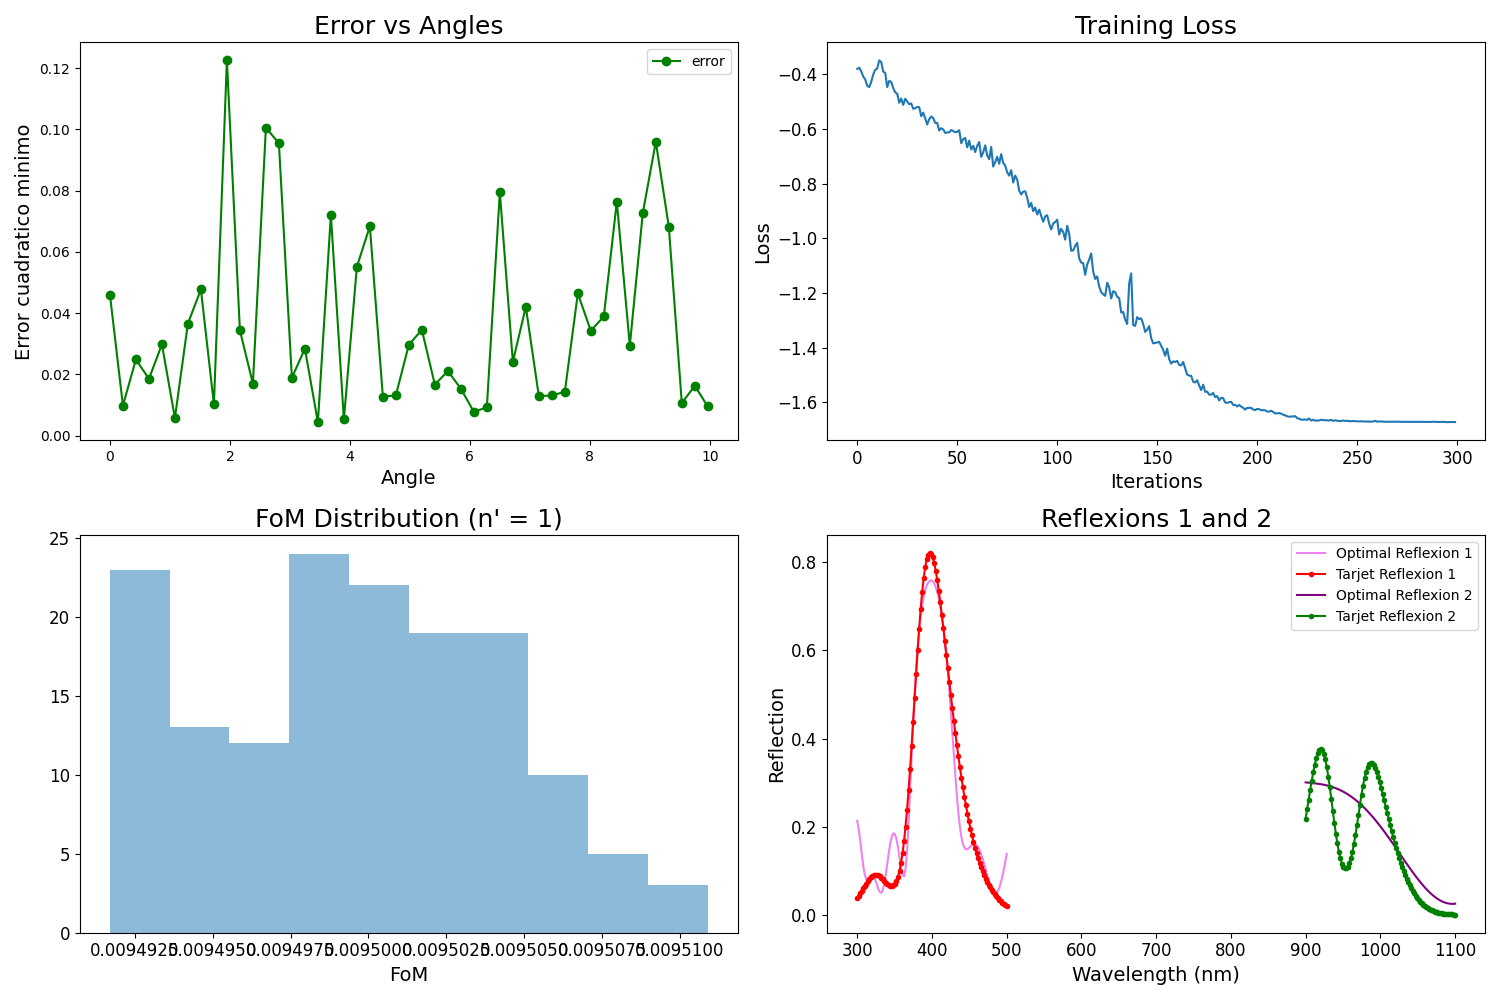 Error vs Angles
Error cuadratico minimo
0.12
0.10
0.08
0.06
0.04
0.02
0.00
error
0 2 4 6 8 10
Angle
Training Loss
Loss
−0.4
−0.6
−0.8
−1.0
−1.2
−1.4
−1.6
0 50 100 150 200 250 300
Iterations
FoM Distribution (n' = 1)
25
20
15
10
5
0
0.0094925 0.0094950 0.0094975 0.0095000 0.0095025 0.0095050 0.0095075 0.0095100
FoM
Reflexions 1 and 2
Reflection
0.8
0.6
0.4
0.2
0.0
Optimal Reflexion 1
Tarjet Reflexion 1
Optimal Reflexion 2
Tarjet Reflexion 2
300 400 500 600 700 800 900 1000 1100
Wavelength (nm)